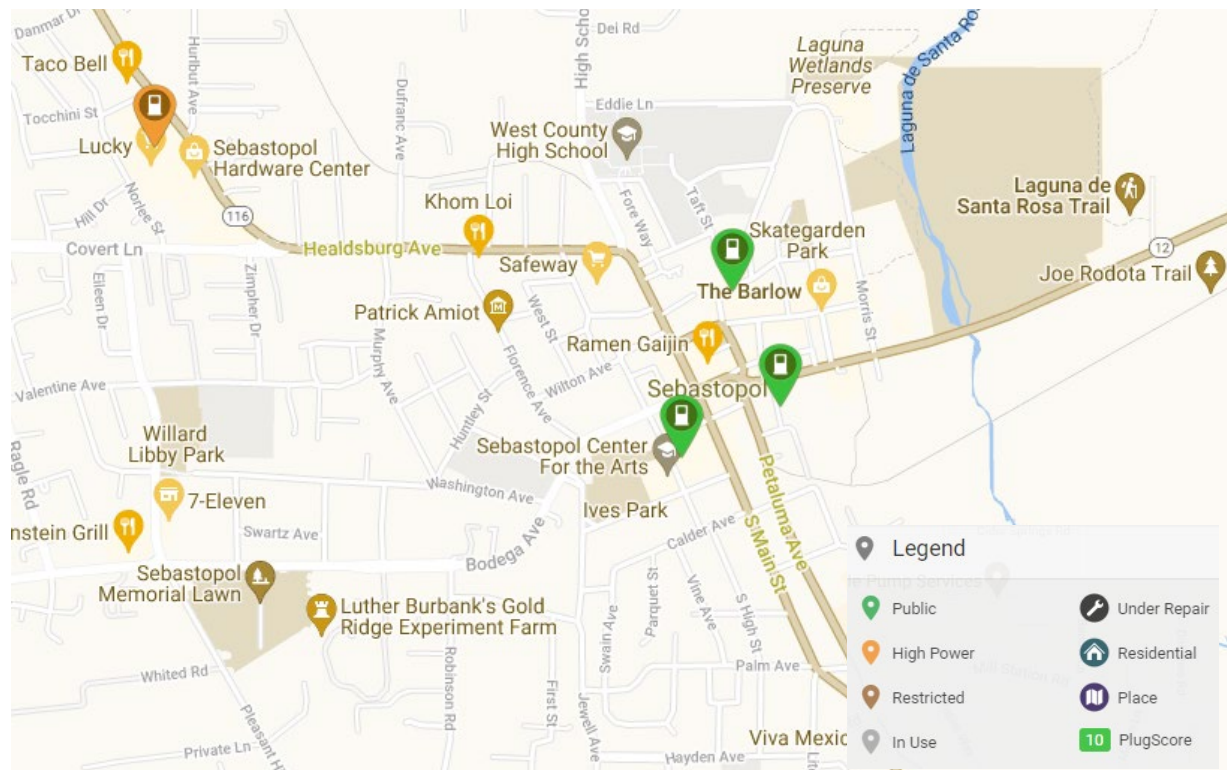 Danmar Dr
Taco Bell
Hurlbut Ave
Tocchini St
Lucky
Sebastopol
Hardware Center
Dufranc Ave
Dei Rd
High Scho
Eddie Ln
West County
High School
Laguna
Wetlands
Preserve
Laguna de Santa Ros
Laguna de
Santa Rosa Trail
Hill Dr
Norlee St
116
Khom Loi
Fore Way
Taft St
Skategarden
Park
12
Covert Ln
Healdsburg Ave
Safeway
The Barlow
Morris St
Joe Rodota Trail
Eileen Dr
Zimpher Dr
Patrick Amiot
West St
Ramen Gaijin
Murphy Ave
Florence Ave
Wilton Ave
Sebastopol
Valentine Ave
Huntley St
Willard
Libby Park
Sebastopol Center
For the Arts
Ragle Rd
7-Eleven
Washington Ave
Ives Park
Petaluma Ave
nstein Grill
Swartz Ave
Bodega Ave
Calder Ave
S Main St
Sebastopol
Memorial Lawn
Luther Burbank's Gold
Ridge Experiment Farm
Parquet St
Vine Ave
S High St
Swain Ave
Whited Rd
Robinson Rd
First St
Jewell Ave
Palm Ave
Private Ln
Pleasant H
Viva Mexic
Hayden Ave
Legend
e Pump Services
Public
Under Repair
High Power
Residential
Restricted
Place
In Use
10 PlugScore